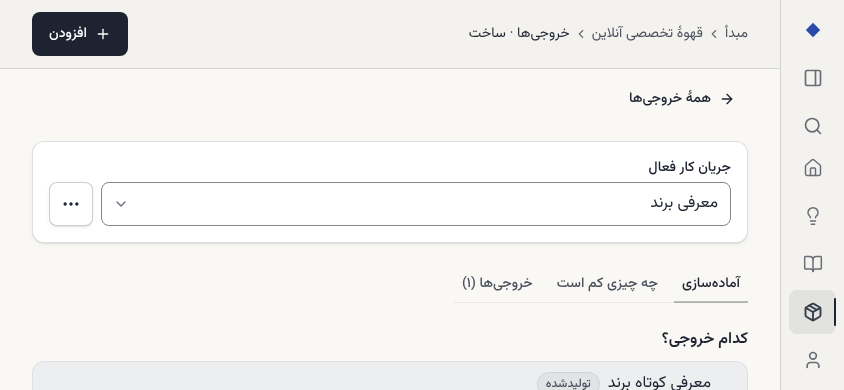 مبدأ › قهوهٔ تخصصی آنلاین › خروجی‌ها · ساخت
افزودن
همهٔ خروجی‌ها
جریان کار فعال
معرفی برند
آماده‌سازی چه چیزی کم است خروجی‌ها (۱)
کدام خروجی؟
معرفی کوتاه برند تولیدشده